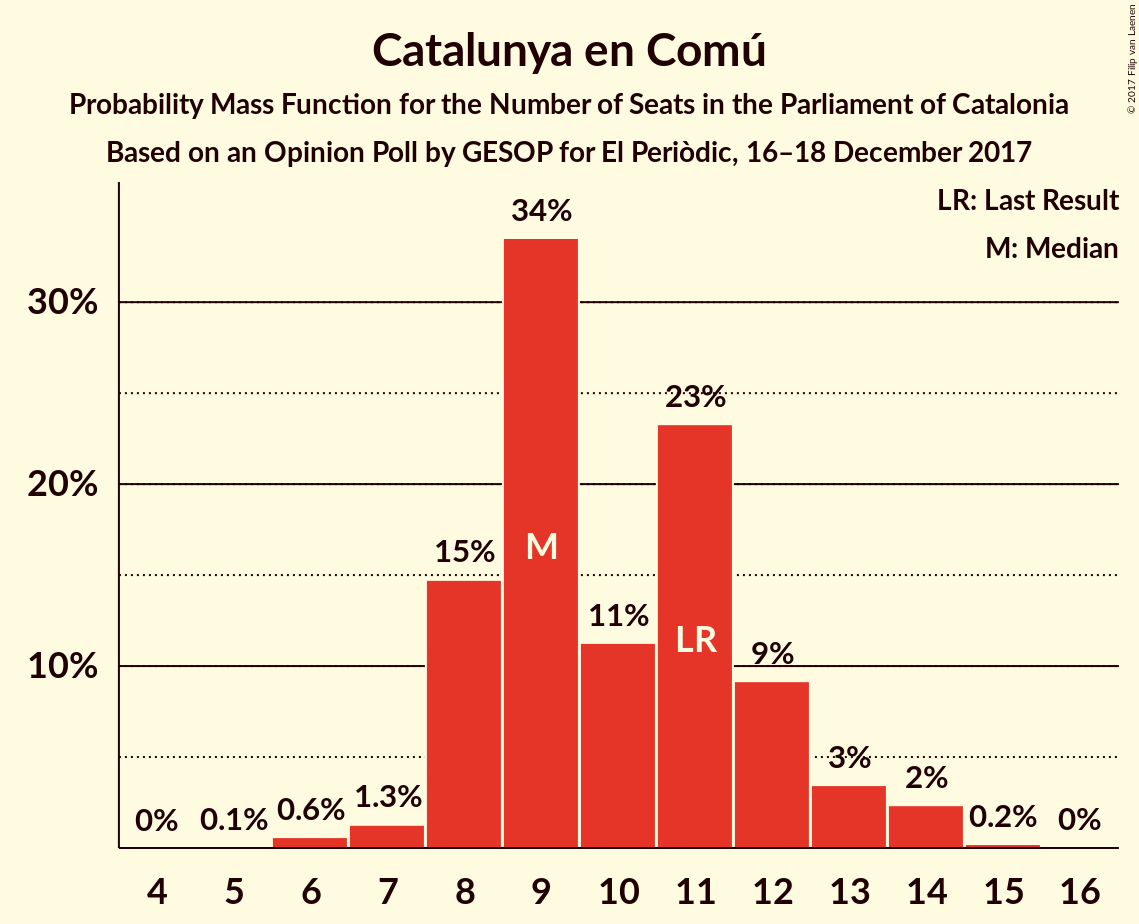 Catalunya en Comú
Probability Mass Function for the Number of Seats in the Parliament of Catalonia
Based on an Opinion Poll by GESOP for El Periòdic, 16–18 December 2017
© 2017 Filip van Laenen
LR: Last Result
M: Median
30%
20%
10%
0%
0.1%
0.6%
1.3%
15%
34%
11%
23%
9%
3%
2%
0.2%
0%
M
LR
4 5 6 7 8 9 10 11 12 13 14 15 16